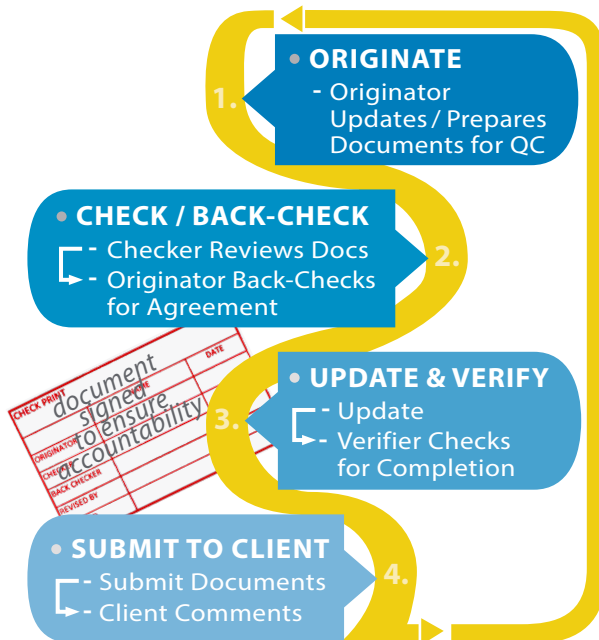 1.
• ORIGINATE
- Originator
Updates / Prepares
Documents for QC
• CHECK / BACK-CHECK
- Checker Reviews Docs
- Originator Back-Checks
for Agreement
2.
CHECK PRINT
NAME
DATE
ORIGINATOR
CHECKER
BACK CHECKER
REVISED BY
document
signed
to ensure
accountability
3.
• UPDATE & VERIFY
- Update
- Verifier Checks
for Completion
• SUBMIT TO CLIENT
- Submit Documents
- Client Comments
4.